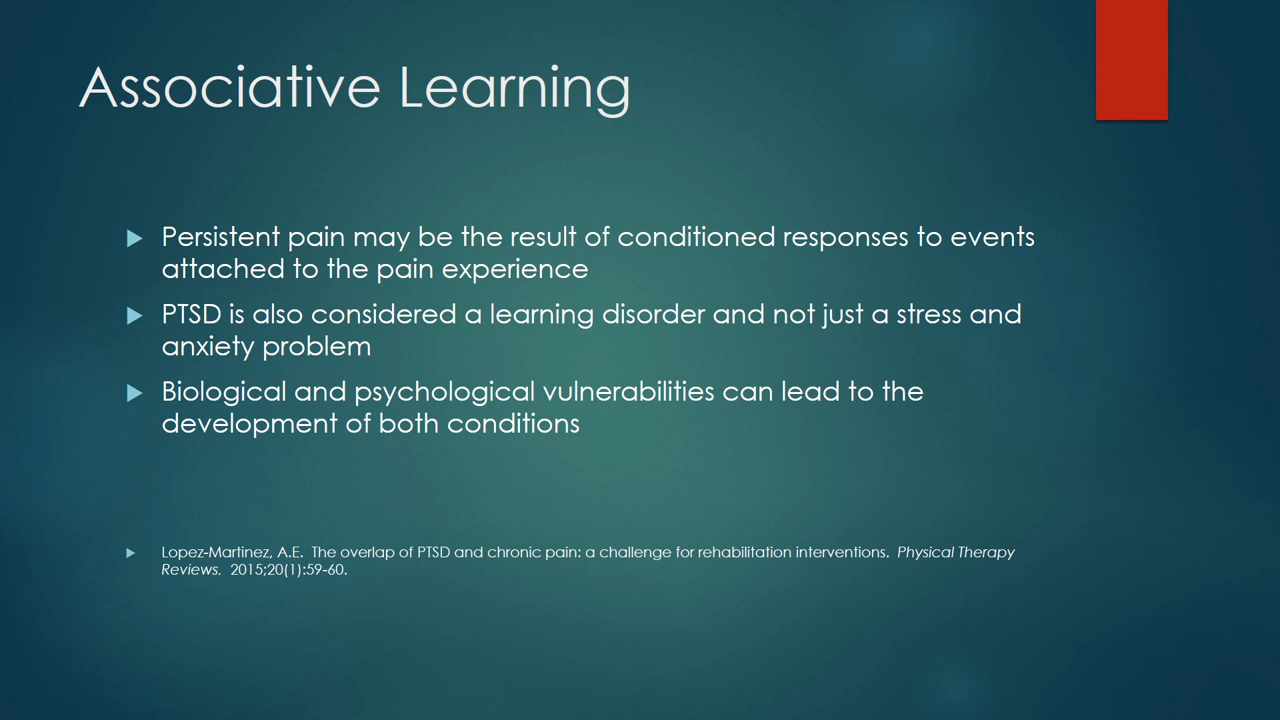 Associative Learning
Persistent pain may be the result of conditioned responses to events
attached to the pain experience
PTSD is also considered a learning disorder and not just a stress and
anxiety problem
Biological and psychological vulnerabilities can lead to the
development of both conditions
Lopez-Martinez, A.E.  The overlap of PTSD and chronic pain: a challenge for rehabilitation interventions.  Physical Therapy
Reviews.  2015;20(1):59-60.